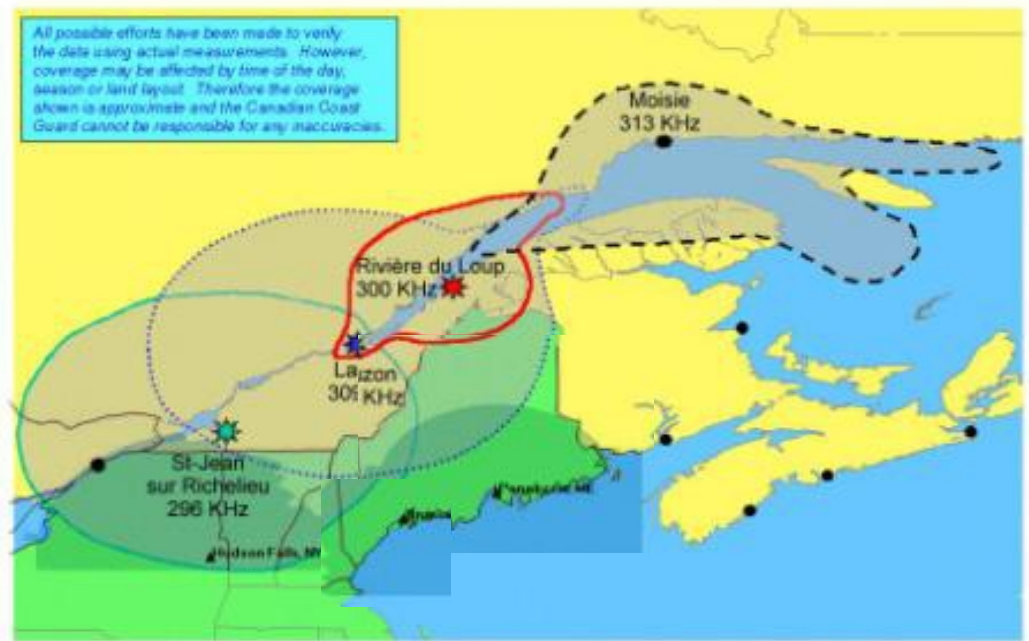 All possible efforts have been made to verify
the data using actual measurements. However,
coverage may be affected by time of the day,
season or land layout. Therefore the coverage
shown is approximate and the Canadian Coast
Guard cannot be responsible for any inaccuracies.
Moisie
313 KHz
Rivière du Loup
300 KHz
Lauzon
309 KHz
St-Jean
sur Richelieu
296 KHz
Hudson Falls, NY